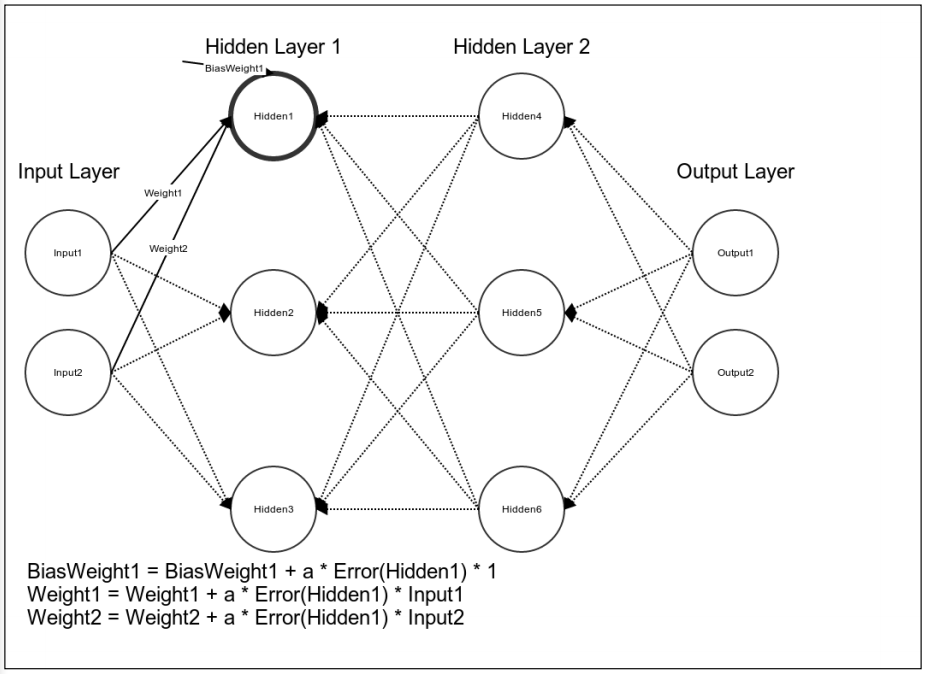 Hidden Layer 1
Hidden Layer 2
BiasWeight1
Hidden1
Hidden4
Input Layer
Output Layer
Weight1
Weight2
Input1
Output1
Hidden2
Hidden5
Input2
Output2
Hidden3
Hidden6
BiasWeight1 = BiasWeight1 + a * Error(Hidden1) * 1
Weight1 = Weight1 + a * Error(Hidden1) * Input1
Weight2 = Weight2 + a * Error(Hidden1) * Input2